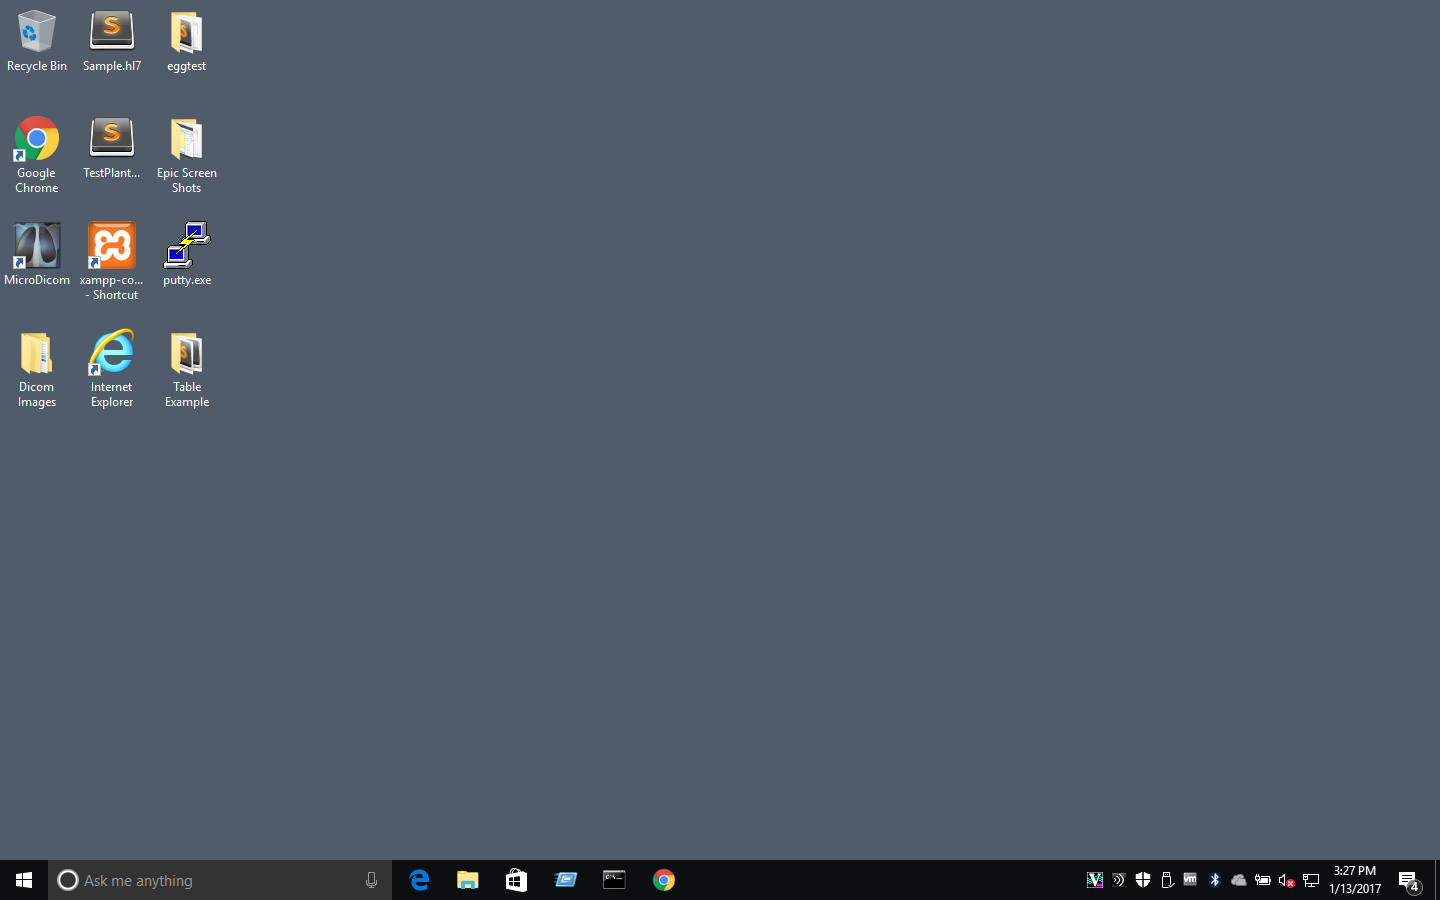 Recycle Bin
Sample.hl7
eggtest
Google
Chrome
TestPlant...
Epic Screen
Shots
MicroDicom
xampp-co...
- Shortcut
putty.exe
Dicom
Images
Internet
Explorer
Table
Example
Ask me anything
3:27 PM
1/13/2017
4